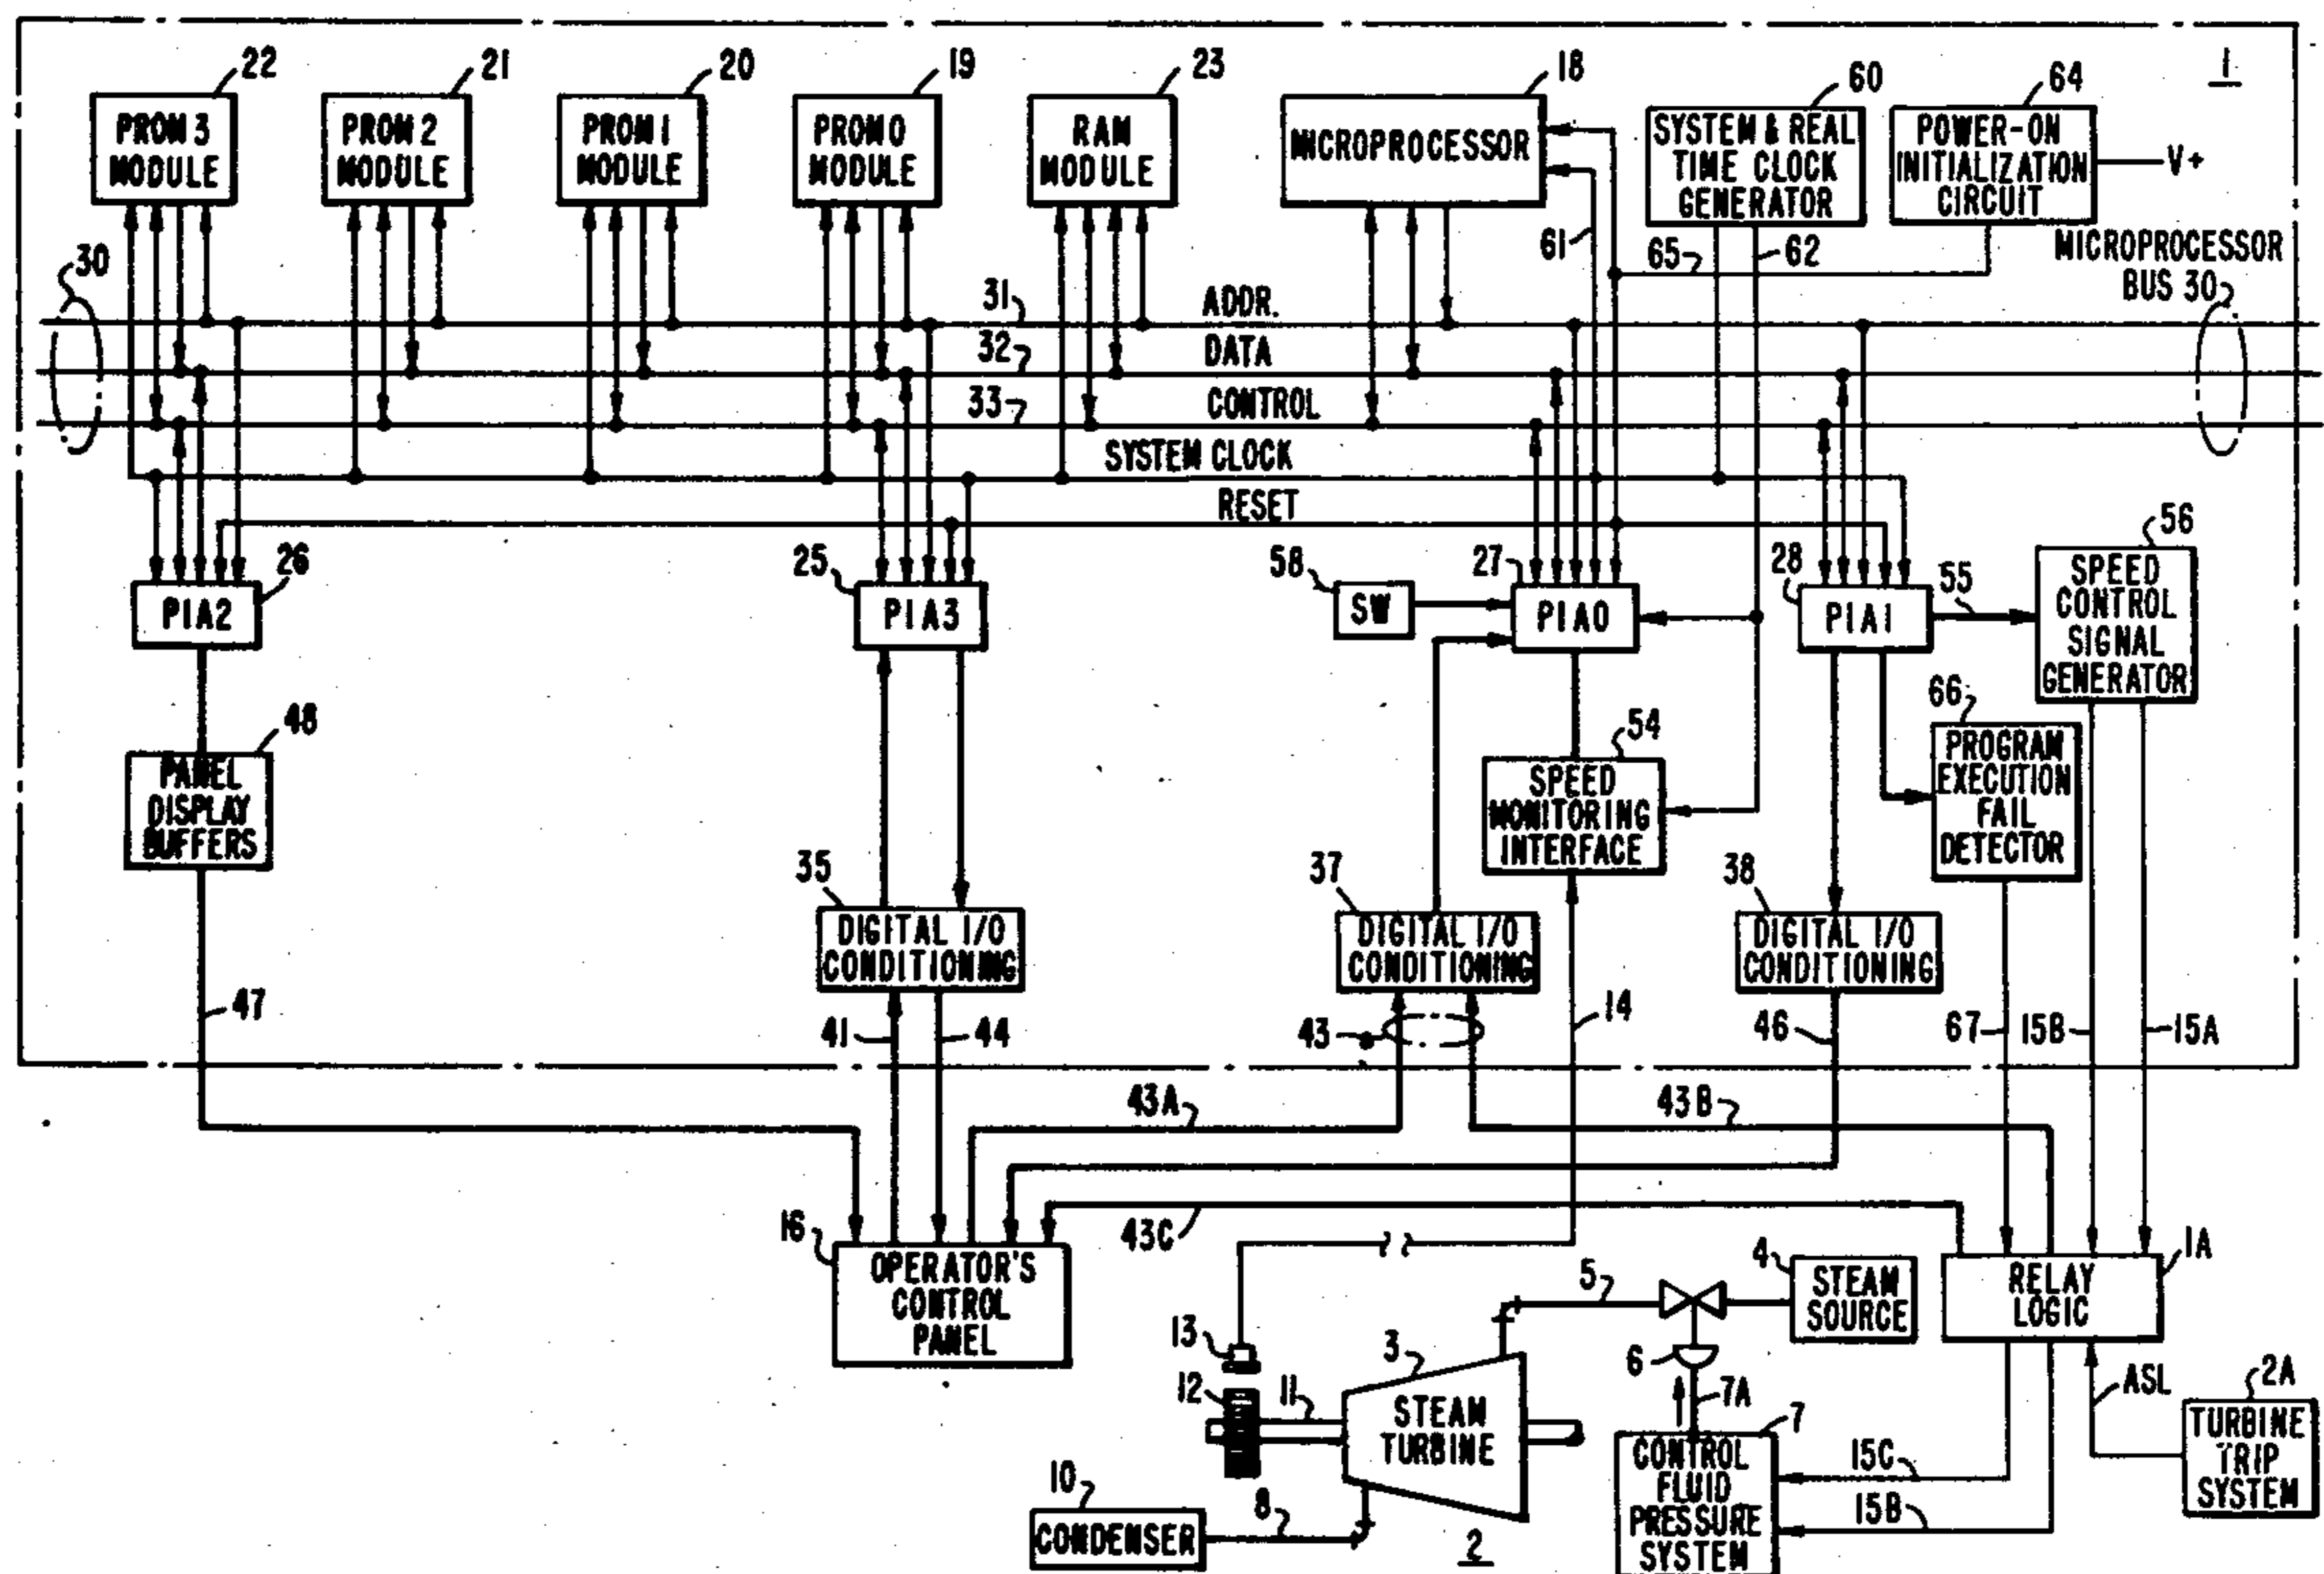 22
21
20
19
23
18
60
64
1
PROM 3
MODULE
PROM 2
MODULE
PROM 1
MODULE
PROM 0
MODULE
RAM
MODULE
MICROPROCESSOR
SYSTEM & REAL
TIME CLOCK
GENERATOR
POWER-ON
INITIALIZATION
CIRCUIT
V+
61
65
62
MICROPROCESSOR
BUS 30
30
31
ADDR.
32
DATA
33
CONTROL
SYSTEM CLOCK
RESET
26
25
58
27
28
55
56
PIA2
PIA3
SW
PIA0
PIA1
SPEED
CONTROL
SIGNAL
GENERATOR
48
54
66
PANEL
DISPLAY
BUFFERS
SPEED
MONITORING
INTERFACE
PROGRAM
EXECUTION
FAIL
DETECTOR
35
37
38
DIGITAL I/O
CONDITIONING
DIGITAL I/O
CONDITIONING
DIGITAL I/O
CONDITIONING
47
41
44
43
14
46
67
15B
15A
43A
43B
43C
16
OPERATOR'S
CONTROL
PANEL
13
12
11
3
STEAM
TURBINE
5
4
STEAM
SOURCE
1A
RELAY
LOGIC
6
7A
7
CONTROL
FLUID
PRESSURE
SYSTEM
15C
15B
ASL
2A
TURBINE
TRIP
SYSTEM
10
CONDENSER
8
2